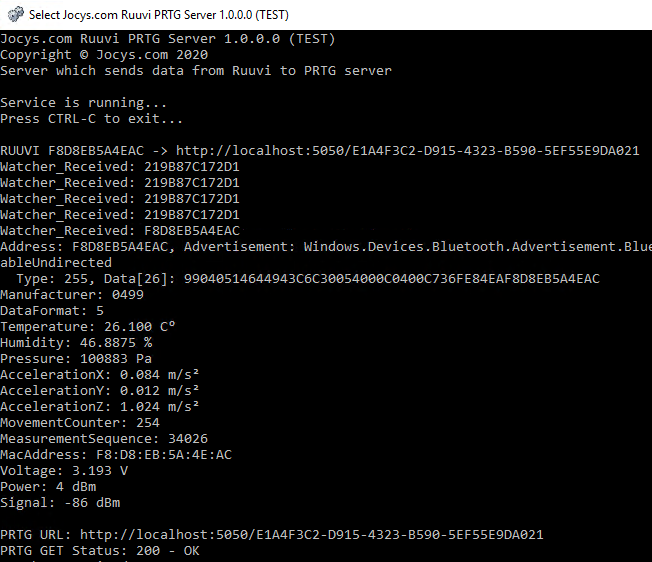 Select Jocys.com Ruuvi PRTG Server 1.0.0.0 (TEST)
Jocys.com Ruuvi PRTG Server 1.0.0.0 (TEST)
Copyright © Jocys.com 2020
Server which sends data from Ruuvi to PRTG server
Service is running...
Press CTRL-C to exit...
RUUVI F8D8EB5A4EAC -> http://localhost:5050/E1A4F3C2-D915-4323-B590-5EF55E9DA021
Watcher_Received: 219B87C172D1
Watcher_Received: 219B87C172D1
Watcher_Received: 219B87C172D1
Watcher_Received: 219B87C172D1
Watcher_Received: F8D8EB5A4EAC
Address: F8D8EB5A4EAC, Advertisement: Windows.Devices.Bluetooth.Advertisement.Blue
ableUndirected
Type: 255, Data[26]: 99040514644943C6C30054000C0400C736FE84EAF8D8EB5A4EAC
Manufacturer: 0499
DataFormat: 5
Temperature: 26.100 Cº
Humidity: 46.8875 %
Pressure: 100883 Pa
AccelerationX: 0.084 m/s²
AccelerationY: 0.012 m/s²
AccelerationZ: 1.024 m/s²
MovementCounter: 254
MeasurementSequence: 34026
MacAddress: F8:D8:EB:5A:4E:AC
Voltage: 3.193 V
Power: 4 dBm
Signal: -86 dBm
PRTG URL: http://localhost:5050/E1A4F3C2-D915-4323-B590-5EF55E9DA021
PRTG GET Status: 200 - OK